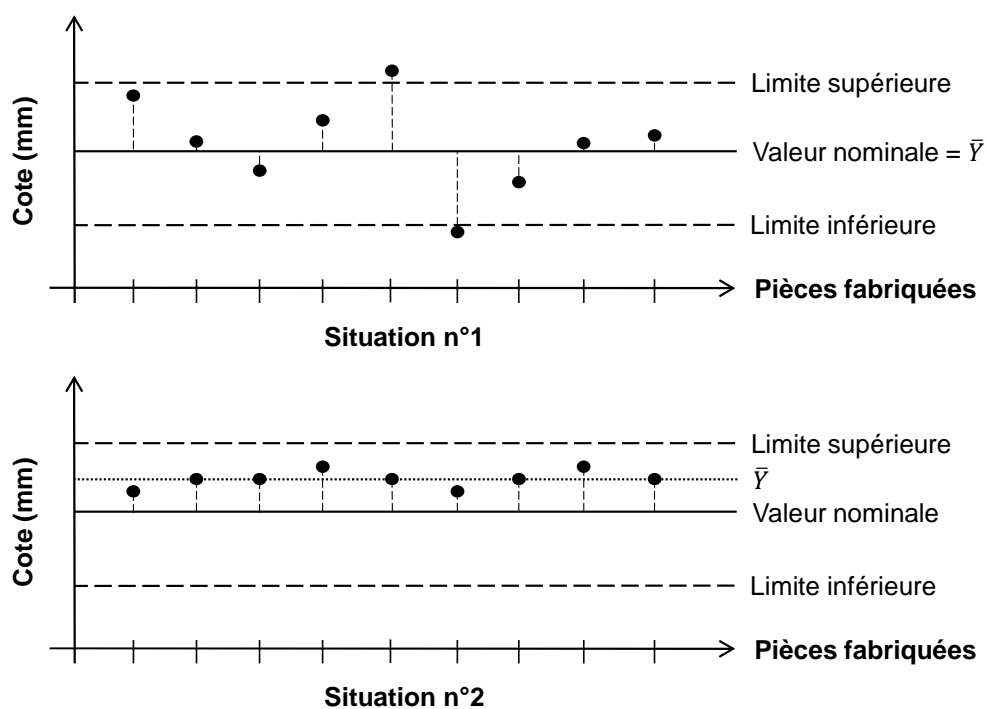 Cote (mm)
Limite supérieure
Valeur nominale = Ȳ
Limite inférieure
Pièces fabriquées
Situation n°1
Cote (mm)
Limite supérieure
Ȳ
Valeur nominale
Limite inférieure
Pièces fabriquées
Situation n°2